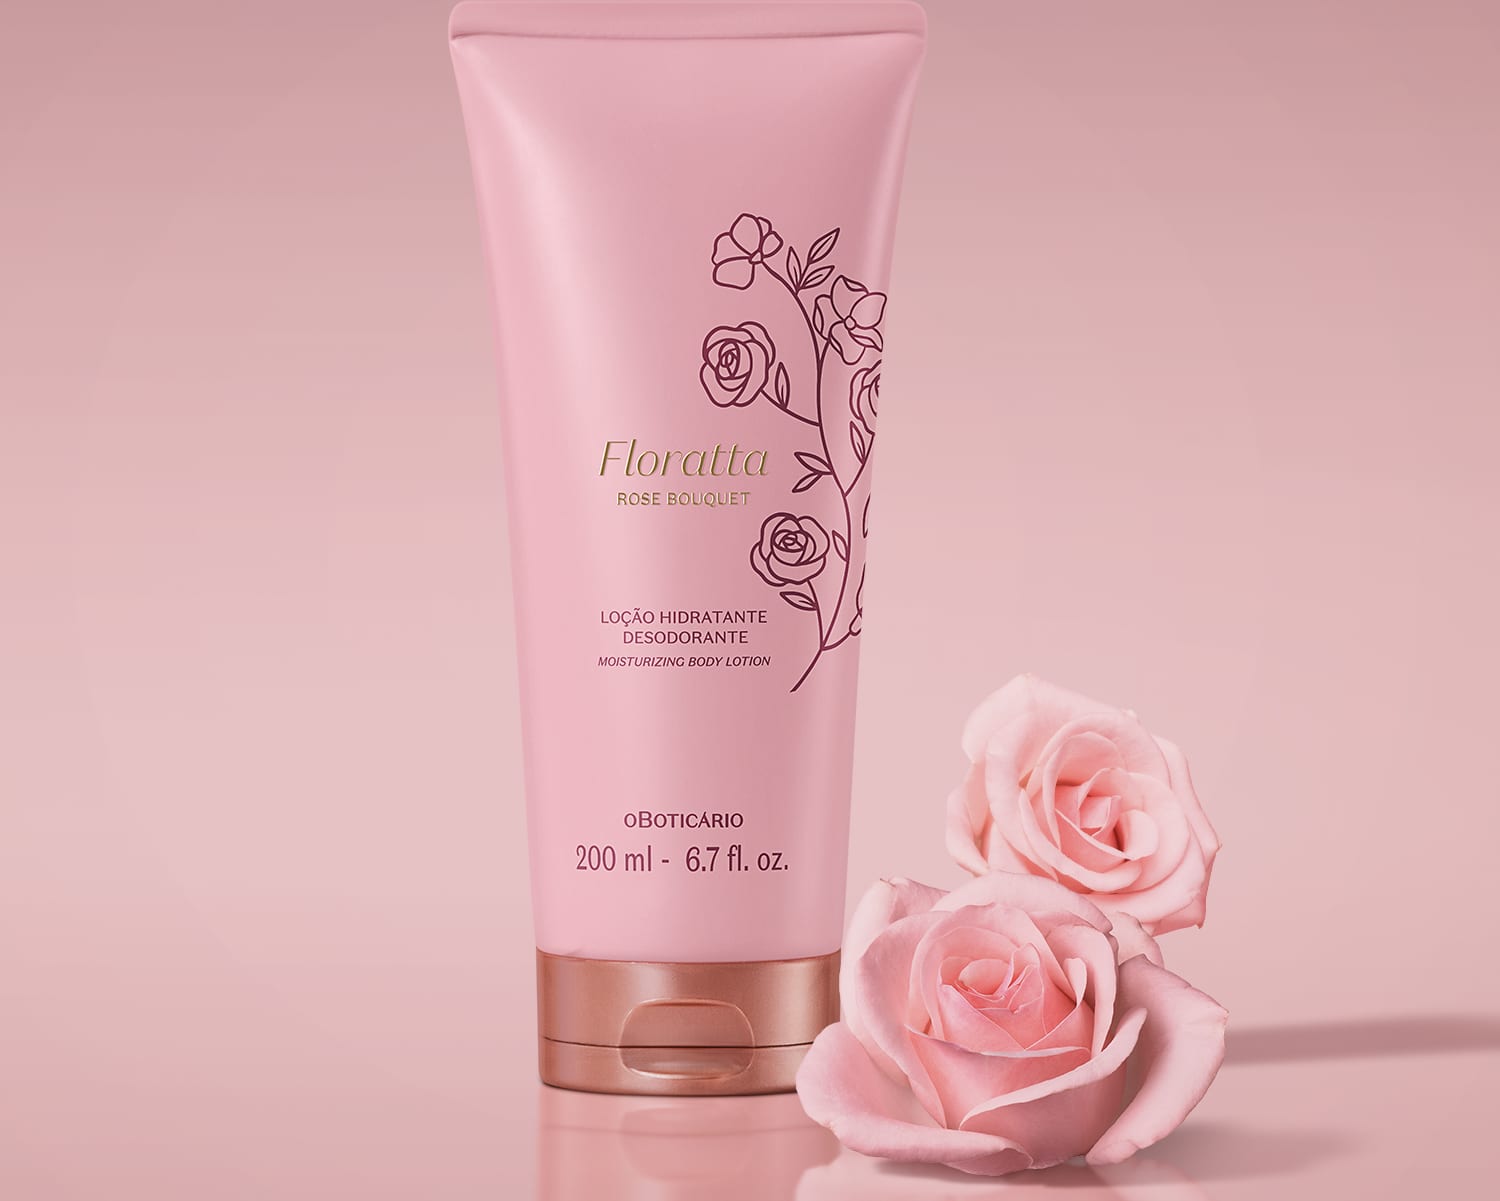 Floratta
ROSE BOUQUET
LOÇÃO HIDRATANTE
DESODORANTE
MOISTURIZING BODY LOTION
oBOTICÁRIO
200 ml - 6.7 fl. oz.